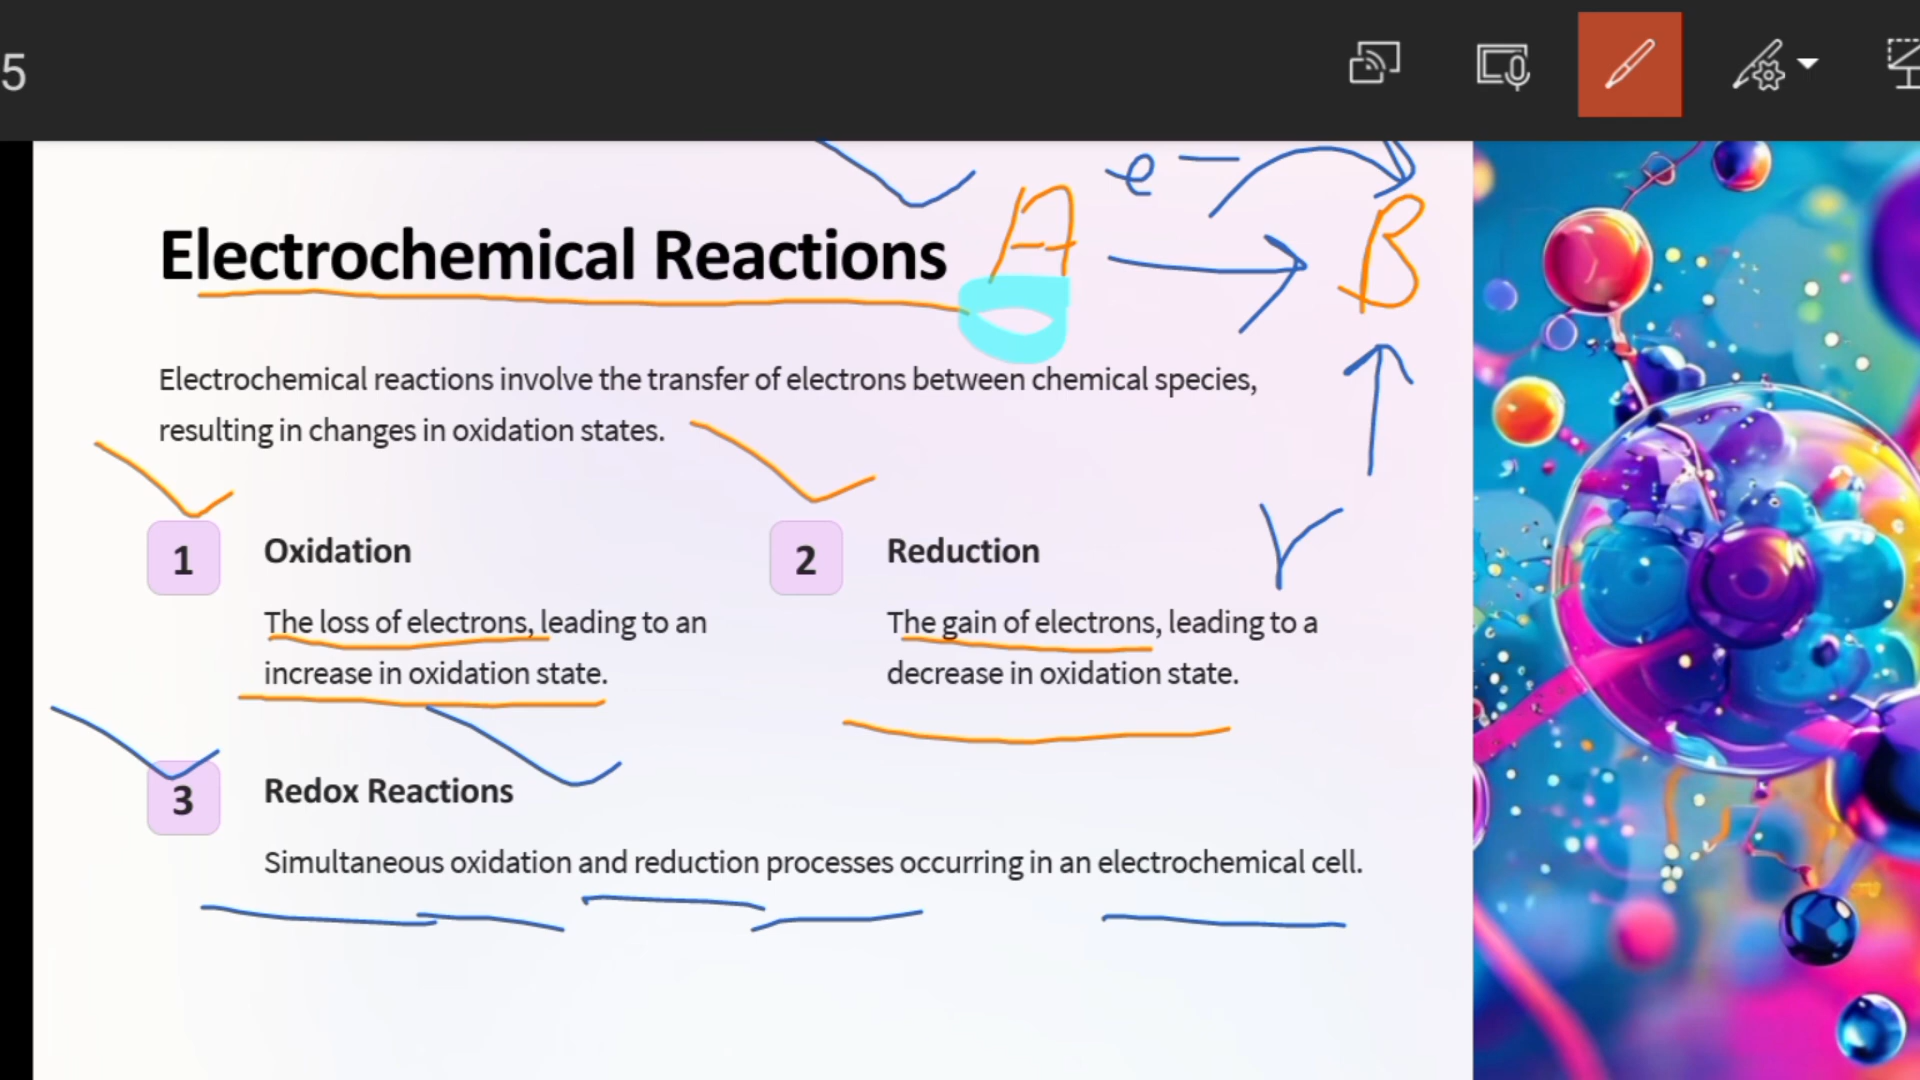 5
e —
A → B
Electrochemical Reactions
Electrochemical reactions involve the transfer of electrons between chemical species,
resulting in changes in oxidation states.
1
Oxidation
The loss of electrons, leading to an
increase in oxidation state.
2
Reduction
The gain of electrons, leading to a
decrease in oxidation state.
3
Redox Reactions
Simultaneous oxidation and reduction processes occurring in an electrochemical cell.